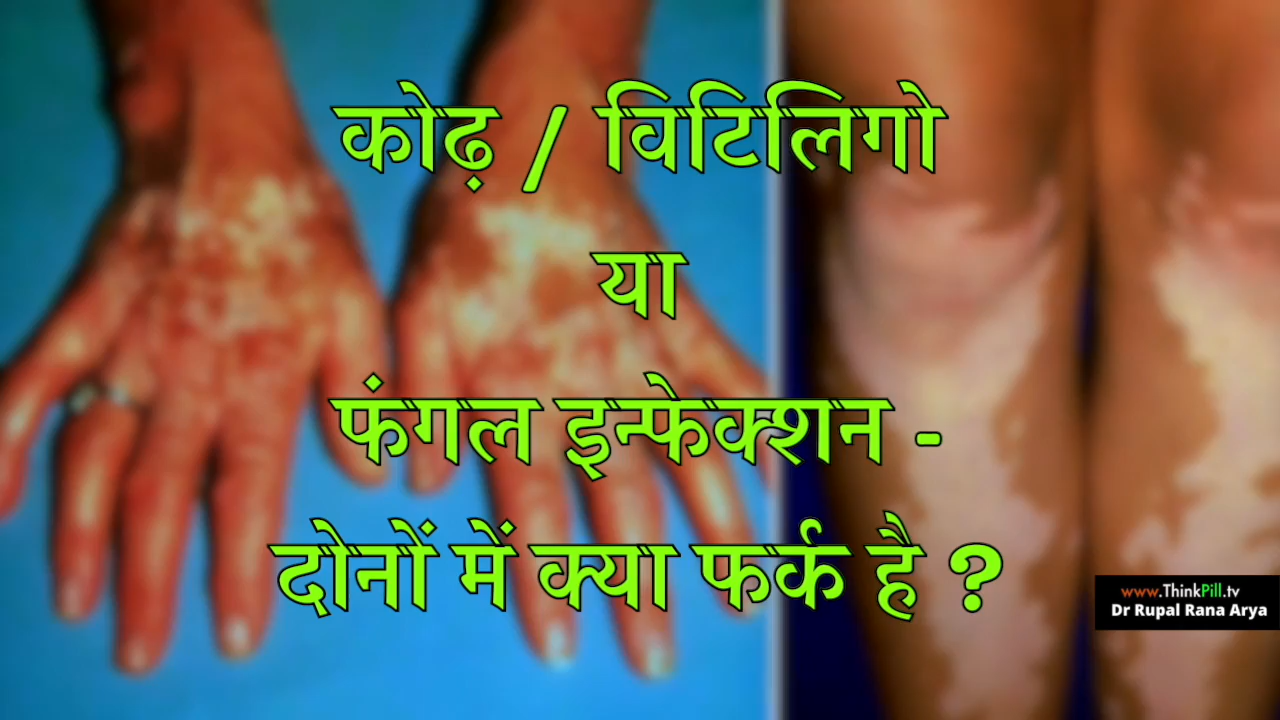 कोढ़ / विटिलिगो
या
फंगल इन्फेक्शन -
दोनों में क्या फर्क है ?
www.ThinkPill.tv
Dr Rupal Rana Arya